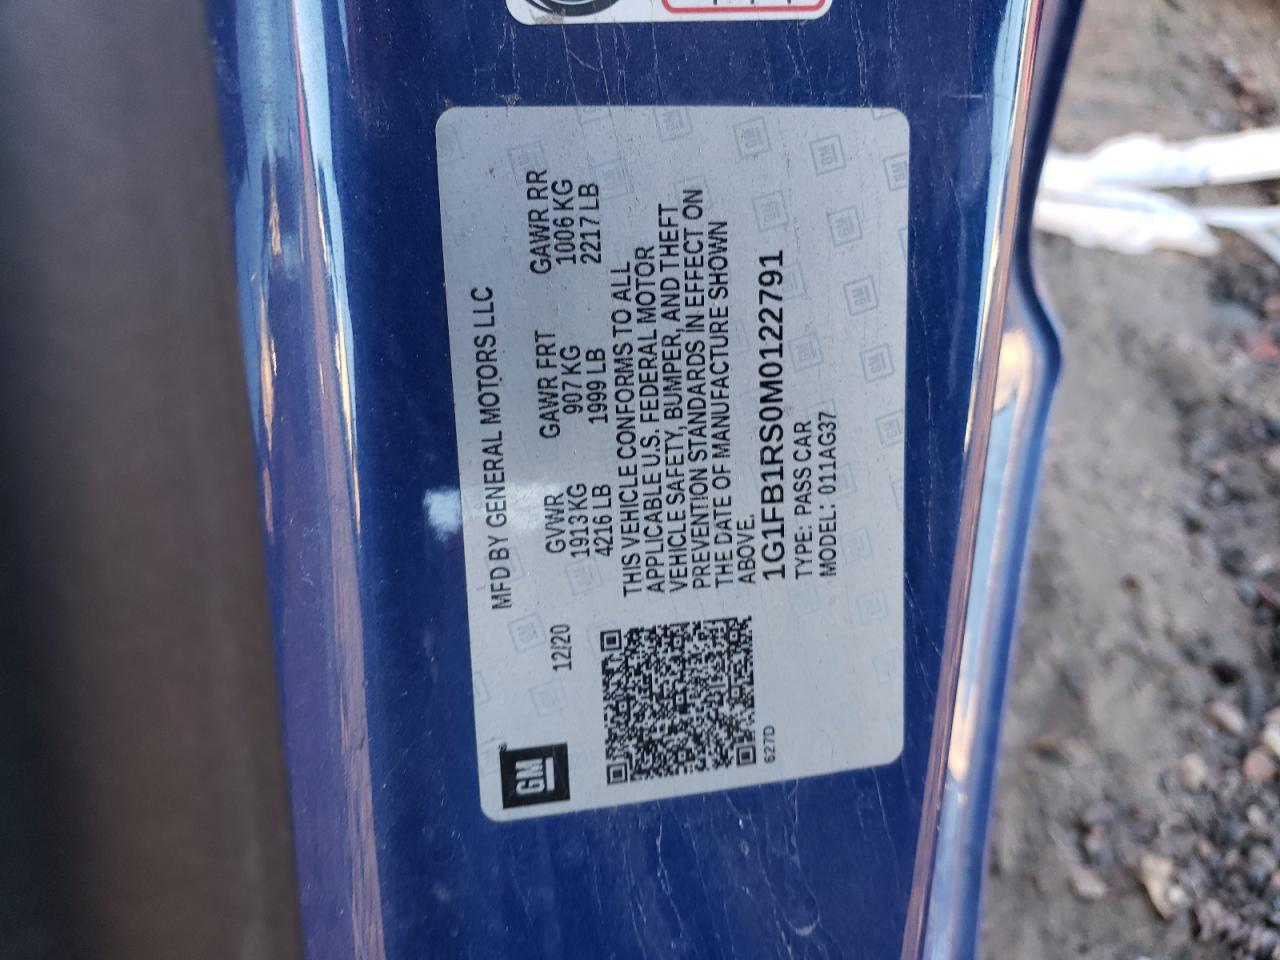 GM
MFD BY GENERAL MOTORS LLC
12/20
GVWR GAWR FRT GAWR RR
1913 KG 907 KG 1006 KG
4216 LB 1999 LB 2217 LB
THIS VEHICLE CONFORMS TO ALL
APPLICABLE U.S. FEDERAL MOTOR
VEHICLE SAFETY, BUMPER, AND THEFT
PREVENTION STANDARDS IN EFFECT ON
THE DATE OF MANUFACTURE SHOWN
ABOVE.
1G1FB1RS0M0122791
TYPE: PASS CAR
MODEL: 011AG37
627D